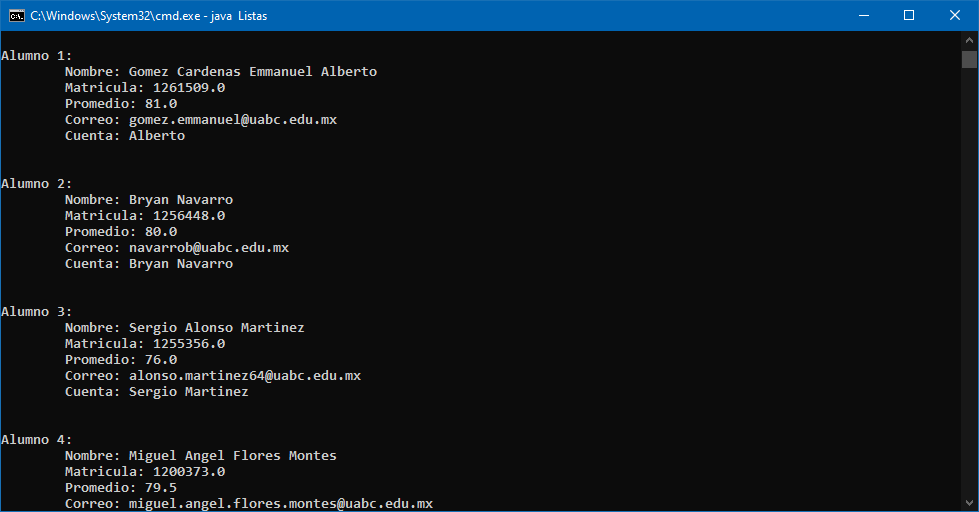 C:\Windows\System32\cmd.exe - java  Listas
Alumno 1:
Nombre: Gomez Cardenas Emmanuel Alberto
Matricula: 1261509.0
Promedio: 81.0
Correo: gomez.emmanuel@uabc.edu.mx
Cuenta: Alberto
Alumno 2:
Nombre: Bryan Navarro
Matricula: 1256448.0
Promedio: 80.0
Correo: navarrob@uabc.edu.mx
Cuenta: Bryan Navarro
Alumno 3:
Nombre: Sergio Alonso Martinez
Matricula: 1255356.0
Promedio: 76.0
Correo: alonso.martinez64@uabc.edu.mx
Cuenta: Sergio Martinez
Alumno 4:
Nombre: Miguel Angel Flores Montes
Matricula: 1200373.0
Promedio: 79.5
Correo: miguel.angel.flores.montes@uabc.edu.mx